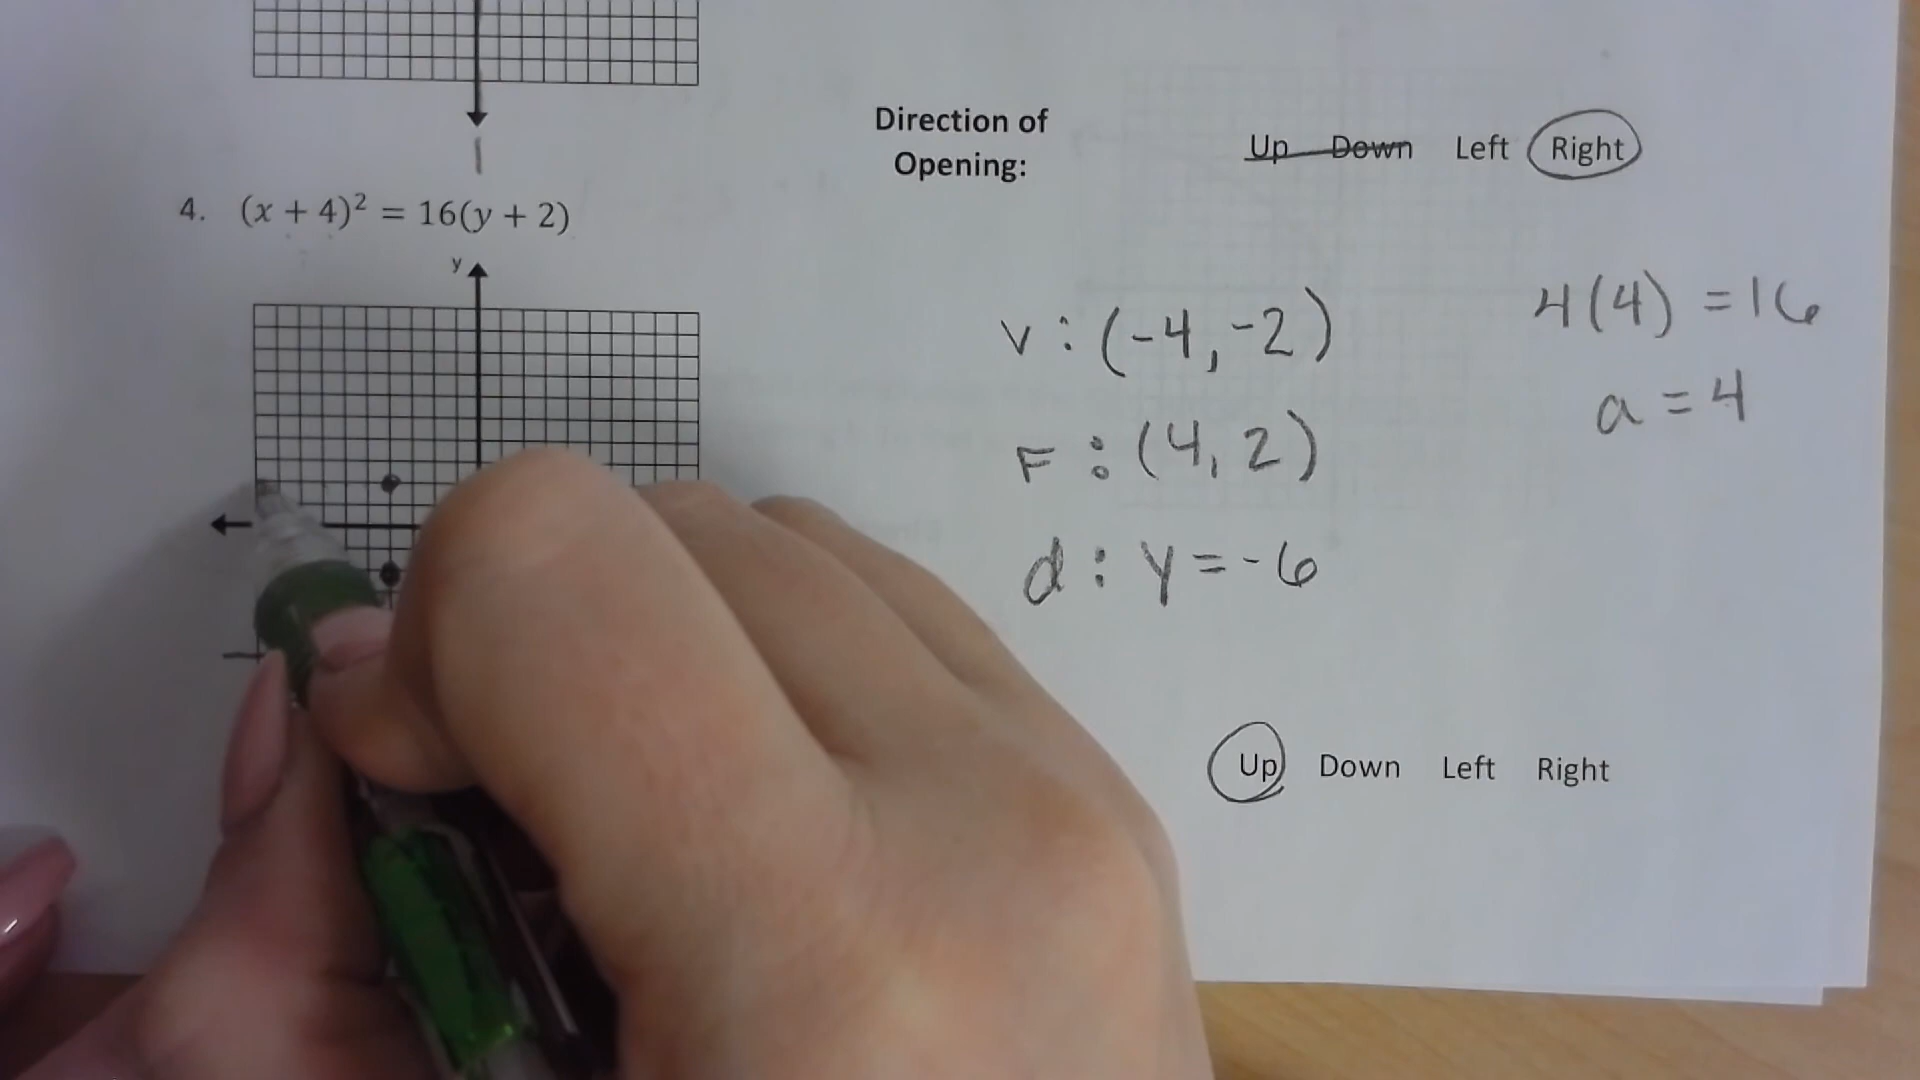 Direction of
Opening:
Up Down Left Right
4. (x + 4)² = 16(y + 2)
y
v : (-4, -2)
4(4) = 16
a = 4
F : (4, 2)
d : y = -6
Up Down Left Right